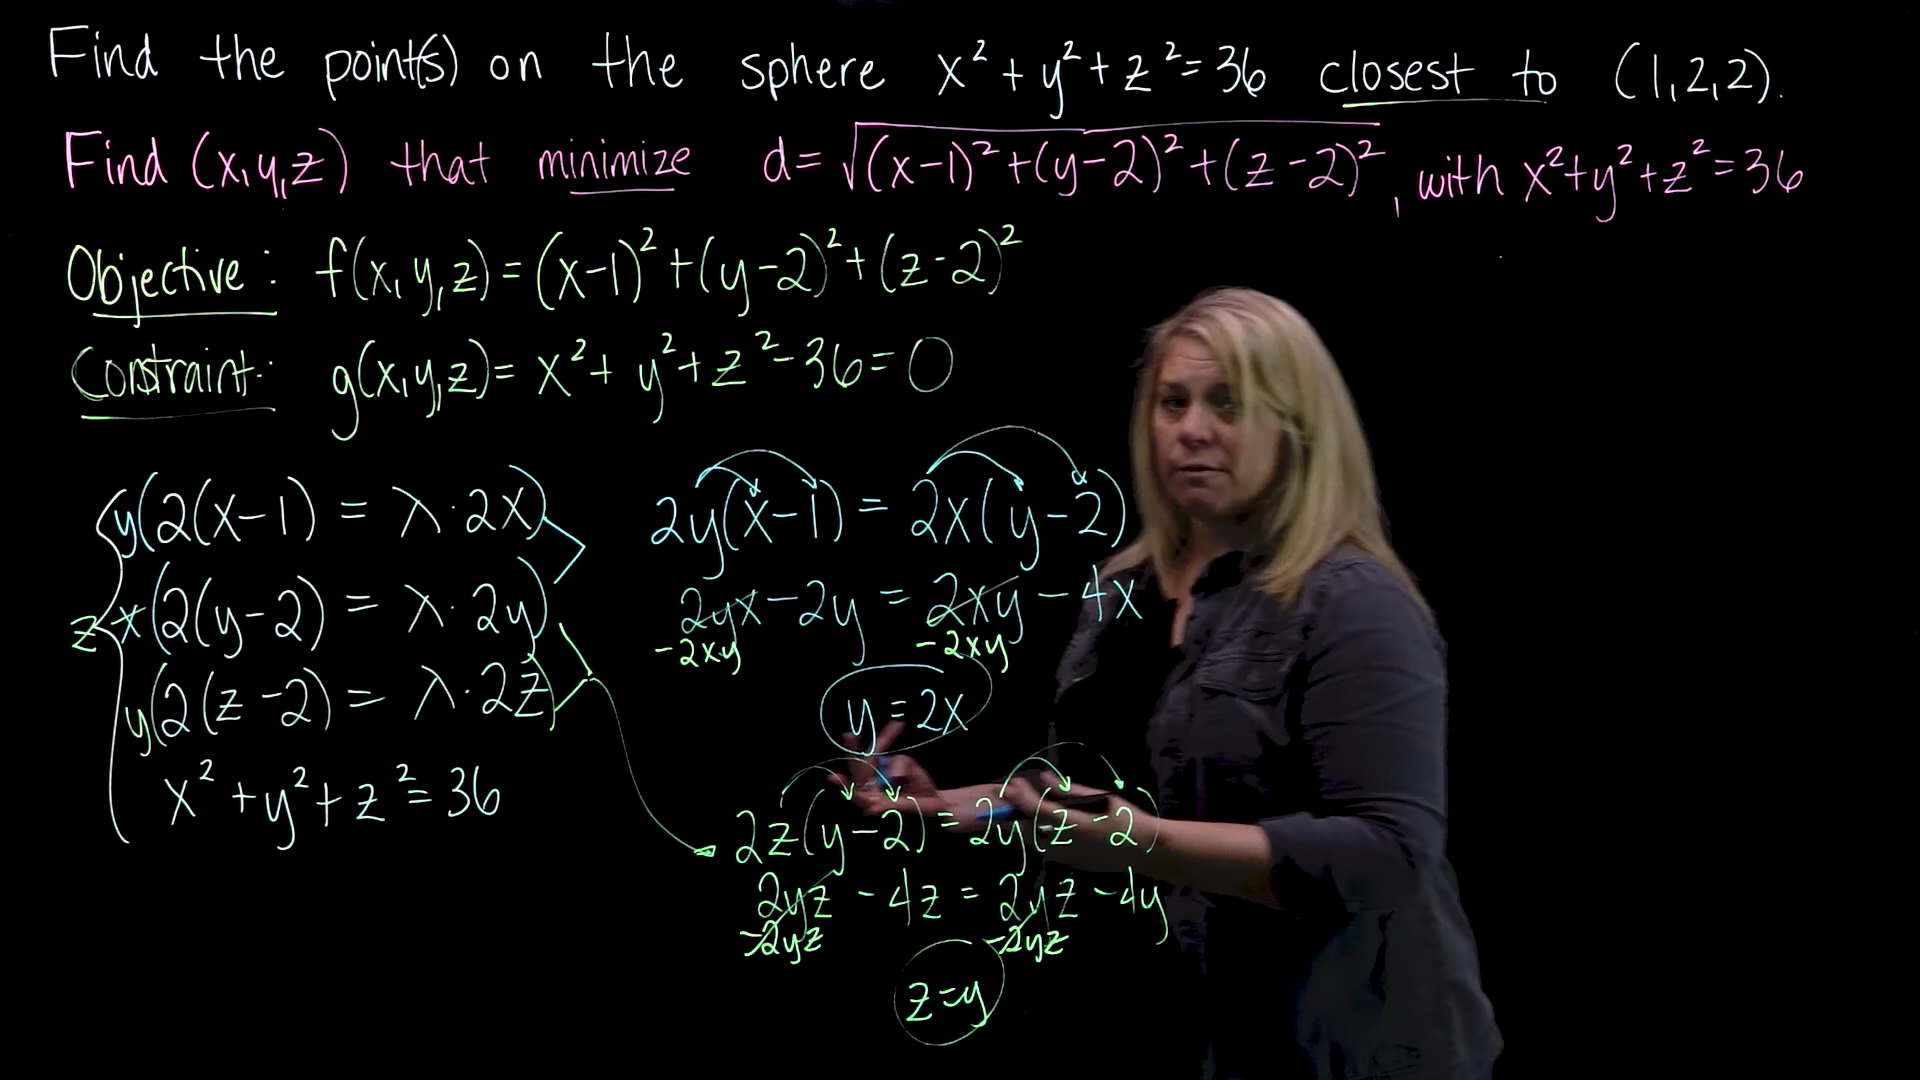 Find the point(s) on the sphere x²+y²+z²=36 closest to (1,2,2).
Find (x,y,z) that minimize d=√(x-1)²+(y-2)²+(z-2)², with x²+y²+z²=36
Objective: f(x,y,z)=(x-1)²+(y-2)²+(z-2)²
Constraint: g(x,y,z)=x²+y²+z²-36=0
y(2(x-1)=λ·2x)
z x(2(y-2)=λ·2y)
y(2(z-2)=λ·2z)
x²+y²+z²=36
2y(x-1)=2x(y-2)
2yx-2y=2xy-4x
-2xy -2xy
y=2x
2z(y-2)=2y(z-2)
2yz-4z=2yz-4y
-2yz -2yz
z=y